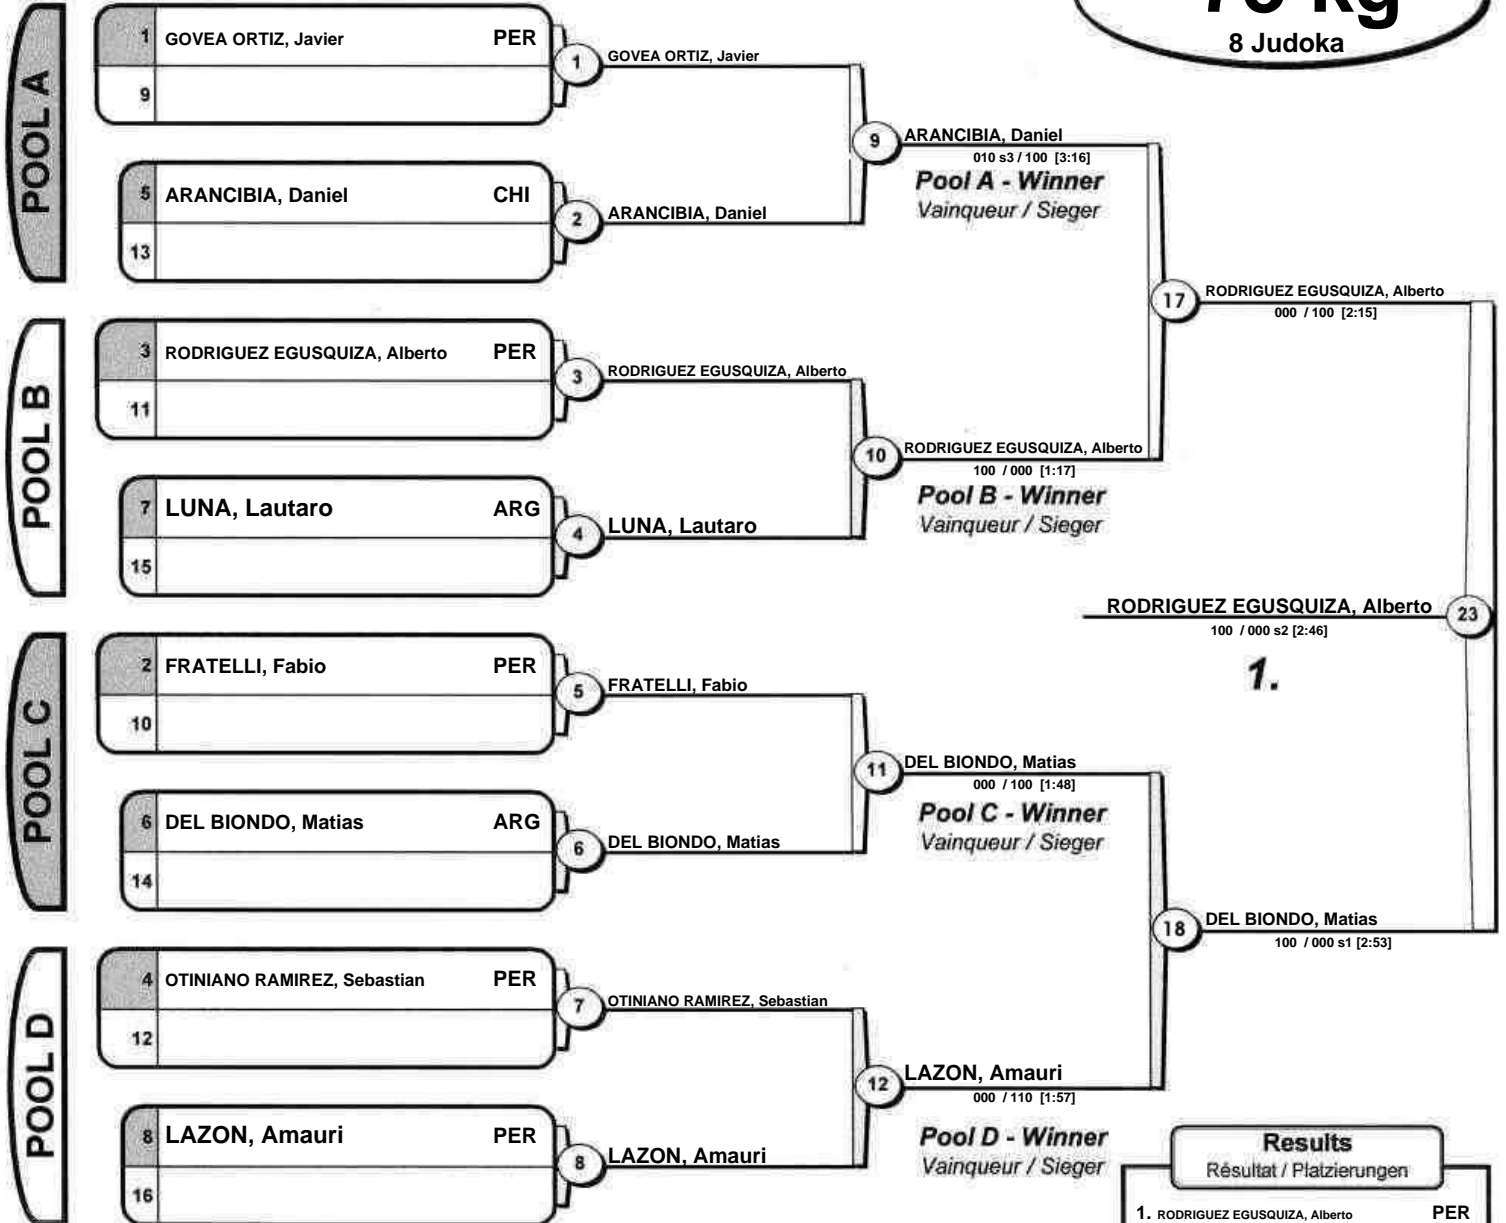 73 kg
8 Judoka
POOL A
1 GOVEA ORTIZ, Javier PER
9
1 GOVEA ORTIZ, Javier
5 ARANCIBIA, Daniel CHI
13
2 ARANCIBIA, Daniel
9 ARANCIBIA, Daniel
010 s3 / 100 [3:16]
Pool A - Winner
Vainqueur / Sieger
POOL B
3 RODRIGUEZ EGUSQUIZA, Alberto PER
11
3 RODRIGUEZ EGUSQUIZA, Alberto
7 LUNA, Lautaro ARG
15
4 LUNA, Lautaro
10 RODRIGUEZ EGUSQUIZA, Alberto
100 / 000 [1:17]
Pool B - Winner
Vainqueur / Sieger
17 RODRIGUEZ EGUSQUIZA, Alberto
000 / 100 [2:15]
RODRIGUEZ EGUSQUIZA, Alberto 23
100 / 000 s2 [2:46]
1.
POOL C
2 FRATELLI, Fabio PER
10
5 FRATELLI, Fabio
6 DEL BIONDO, Matias ARG
14
6 DEL BIONDO, Matias
11 DEL BIONDO, Matias
000 / 100 [1:48]
Pool C - Winner
Vainqueur / Sieger
18 DEL BIONDO, Matias
100 / 000 s1 [2:53]
POOL D
4 OTINIANO RAMIREZ, Sebastian PER
12
7 OTINIANO RAMIREZ, Sebastian
8 LAZON, Amauri PER
16
8 LAZON, Amauri
12 LAZON, Amauri
000 / 110 [1:57]
Pool D - Winner
Vainqueur / Sieger
Results
Résultat / Platzierungen
1. RODRIGUEZ EGUSQUIZA, Alberto PER